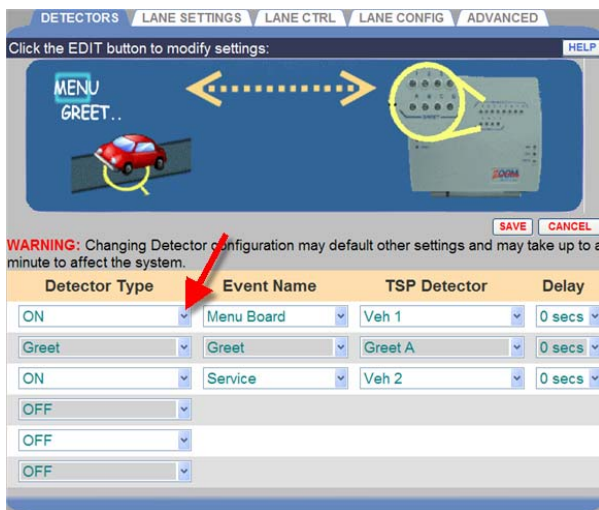 DETECTORS LANE SETTINGS LANE CTRL LANE CONFIG ADVANCED
Click the EDIT button to modify settings: HELP
MENU
GREET..
GREET
ZOOM
SAVE CANCEL
WARNING: Changing Detector configuration may default other settings and may take up to a
minute to affect the system.
Detector Type Event Name TSP Detector Delay
ON Menu Board Veh 1 0 secs
Greet Greet Greet A 0 secs
ON Service Veh 2 0 secs
OFF
OFF
OFF